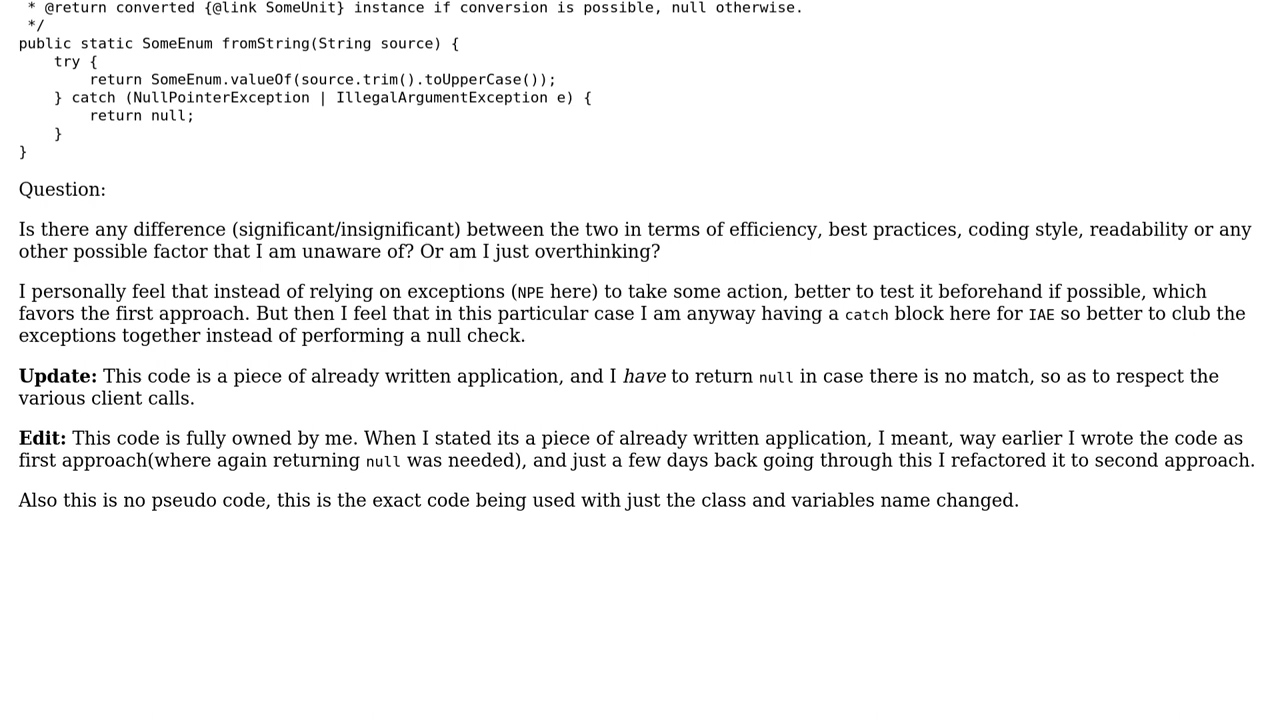 * @return converted {@link SomeUnit} instance if conversion is possible, null otherwise.
*/
public static SomeEnum fromString(String source) {
try {
return SomeEnum.valueOf(source.trim().toUpperCase());
} catch (NullPointerException | IllegalArgumentException e) {
return null;
}
}
Question:
Is there any difference (significant/insignificant) between the two in terms of efficiency, best practices, coding style, readability or any
other possible factor that I am unaware of? Or am I just overthinking?
I personally feel that instead of relying on exceptions (NPE here) to take some action, better to test it beforehand if possible, which
favors the first approach. But then I feel that in this particular case I am anyway having a catch block here for IAE so better to club the
exceptions together instead of performing a null check.
Update: This code is a piece of already written application, and I have to return null in case there is no match, so as to respect the
various client calls.
Edit: This code is fully owned by me. When I stated its a piece of already written application, I meant, way earlier I wrote the code as
first approach(where again returning null was needed), and just a few days back going through this I refactored it to second approach.
Also this is no pseudo code, this is the exact code being used with just the class and variables name changed.